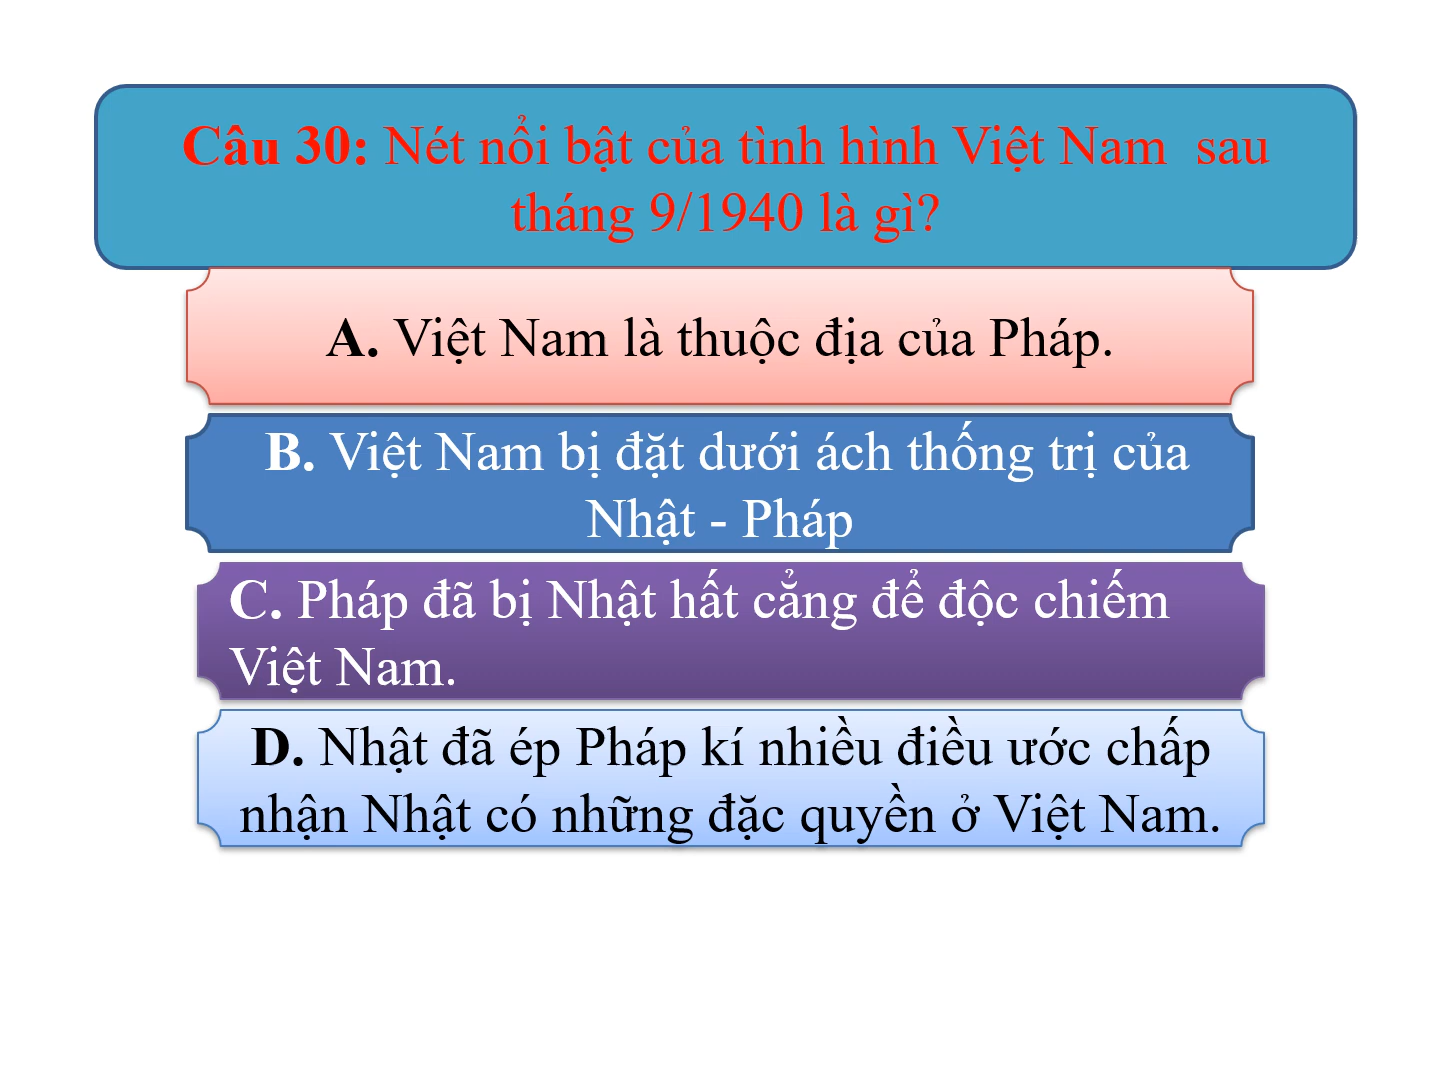 Câu 30: Nét nổi bật của tình hình Việt Nam  sau
tháng 9/1940 là gì?
A. Việt Nam là thuộc địa của Pháp.
B. Việt Nam bị đặt dưới ách thống trị của
Nhật - Pháp
C. Pháp đã bị Nhật hất cẳng để độc chiếm
Việt Nam.
D. Nhật đã ép Pháp kí nhiều điều ước chấp
nhận Nhật có những đặc quyền ở Việt Nam.